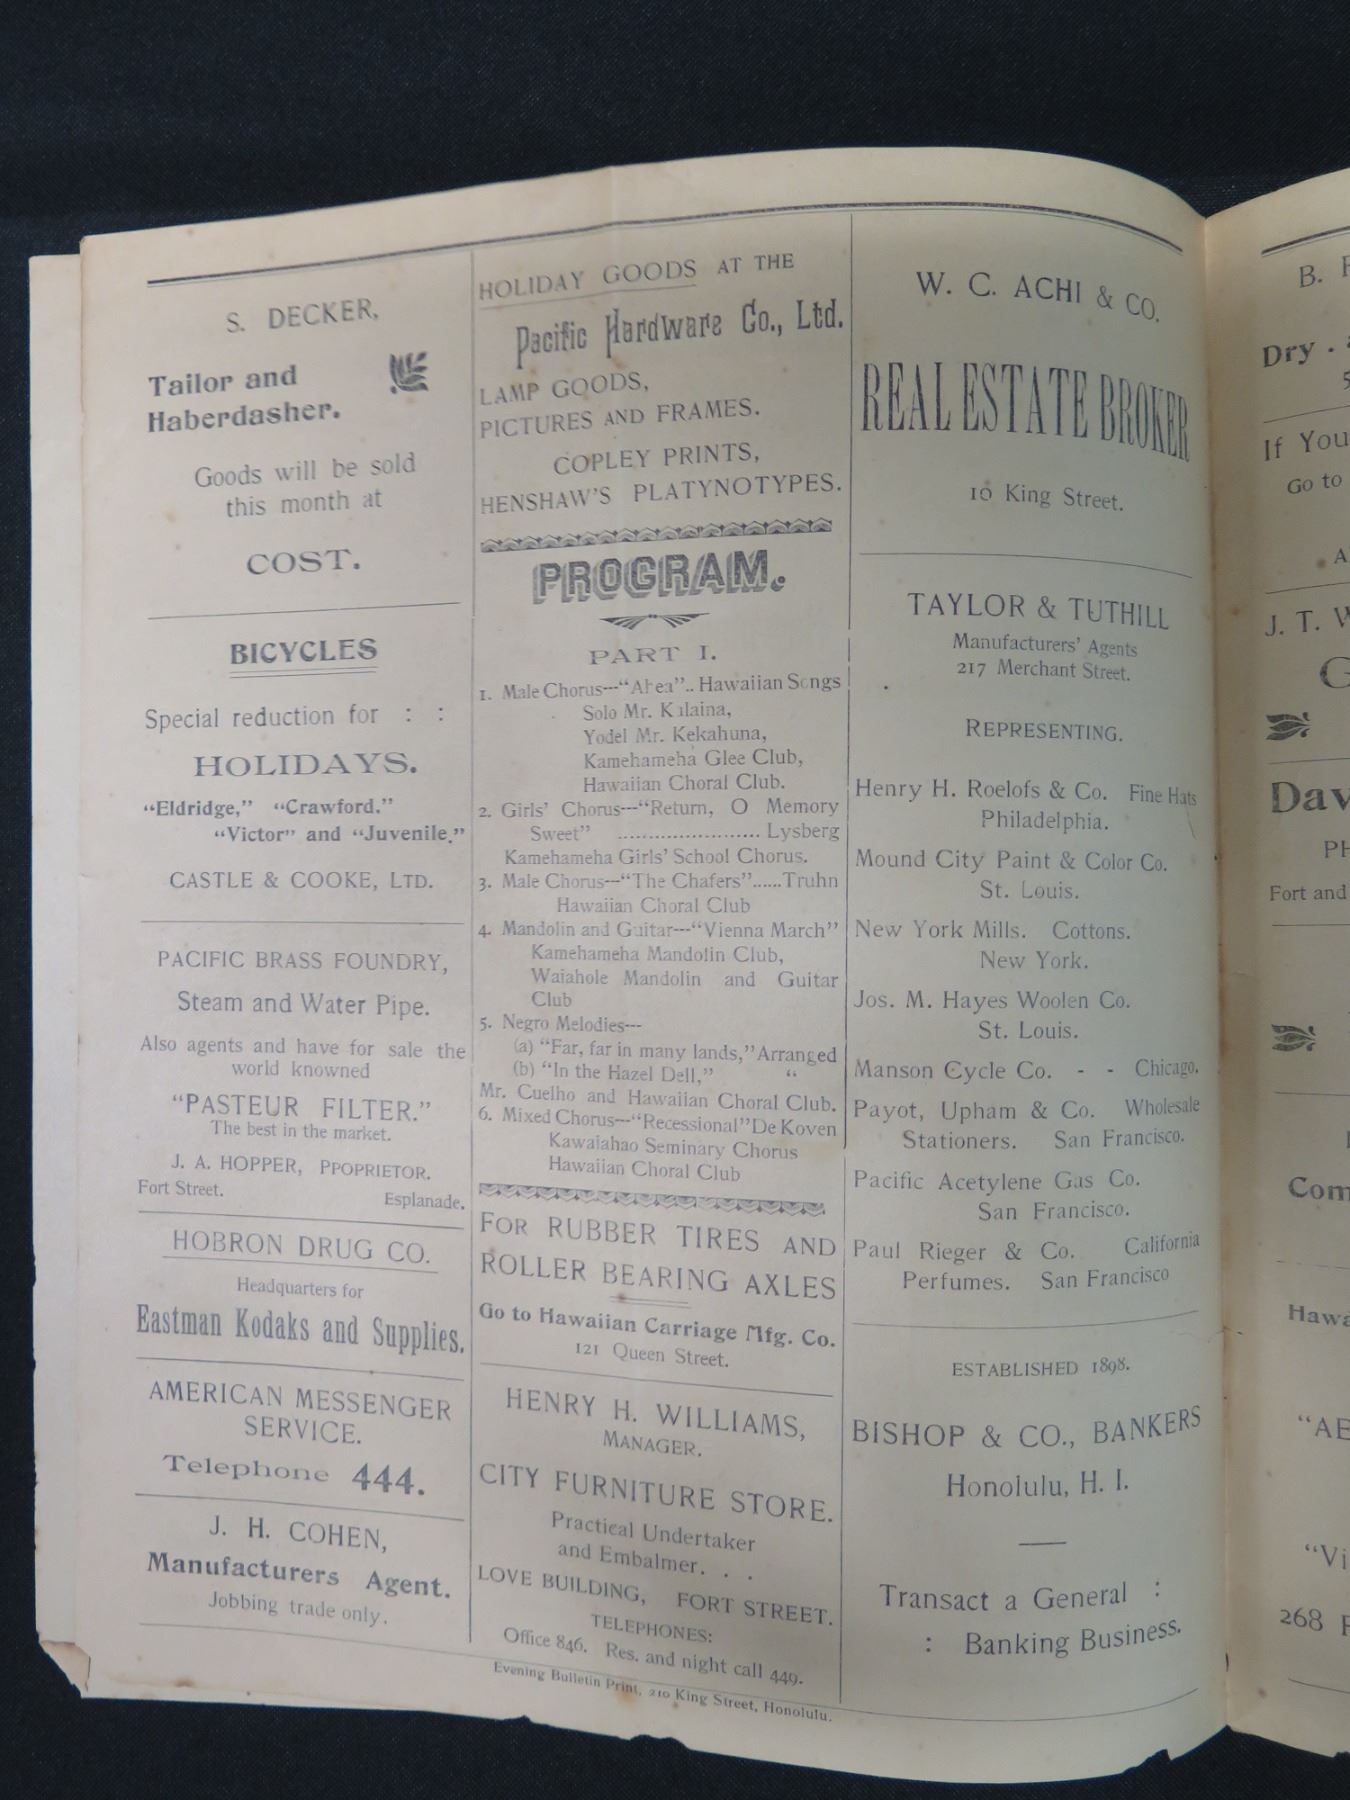 S. DECKER,
Tailor and
Haberdasher.
Goods will be sold
this month at
COST.
BICYCLES
Special reduction for : :
HOLIDAYS.
"Eldridge," "Crawford."
"Victor" and "Juvenile."
CASTLE & COOKE, LTD.
PACIFIC BRASS FOUNDRY,
Steam and Water Pipe.
Also agents and have for sale the
world knowned
"PASTEUR FILTER."
The best in the market.
J. A. HOPPER, PPOPRIETOR.
Fort Street. Esplanade.
HOBRON DRUG CO.
Headquarters for
Eastman Kodaks and Supplies.
AMERICAN MESSENGER
SERVICE.
Telephone 444.
J. H. COHEN,
Manufacturers Agent.
Jobbing trade only.
HOLIDAY GOODS AT THE
Pacific Hardware Co., Ltd.
LAMP GOODS,
PICTURES AND FRAMES.
COPLEY PRINTS,
HENSHAW'S PLATYNOTYPES.
PROGRAM.
PART I.
1. Male Chorus---"Ahea".. Hawaiian Songs
Solo Mr. Kalaina,
Yodel Mr. Kekahuna,
Kamehameha Glee Club,
Hawaiian Choral Club.
2. Girls' Chorus---"Return, O Memory
Sweet" ........................ Lysberg
Kamehameha Girls' School Chorus.
3. Male Chorus---"The Chafers"......Truhn
Hawaiian Choral Club
4. Mandolin and Guitar---"Vienna March"
Kamehameha Mandolin Club,
Waiahole Mandolin and Guitar
Club
5. Negro Melodies---
(a) "Far, far in many lands," Arranged
(b) "In the Hazel Dell," "
Mr. Cuelho and Hawaiian Choral Club.
6. Mixed Chorus---"Recessional" De Koven
Kawaiahao Seminary Chorus
Hawaiian Choral Club
FOR RUBBER TIRES AND
ROLLER BEARING AXLES
Go to Hawaiian Carriage Mfg. Co.
121 Queen Street.
HENRY H. WILLIAMS,
MANAGER.
CITY FURNITURE STORE.
Practical Undertaker
and Embalmer. . .
LOVE BUILDING, FORT STREET.
TELEPHONES:
Office 846. Res. and night call 449.
Evening Bulletin Print, 210 King Street, Honolulu.
W. C. ACHI & CO.
REAL ESTATE BROKER
10 King Street.
TAYLOR & TUTHILL
Manufacturers' Agents
217 Merchant Street.
REPRESENTING.
Henry H. Roelofs & Co. Fine Hats
Philadelphia.
Mound City Paint & Color Co.
St. Louis.
New York Mills. Cottons.
New York.
Jos. M. Hayes Woolen Co.
St. Louis.
Manson Cycle Co. - - Chicago.
Payot, Upham & Co. Wholesale
Stationers. San Francisco.
Pacific Acetylene Gas Co.
San Francisco.
Paul Rieger & Co. California
Perfumes. San Francisco
ESTABLISHED 1898.
BISHOP & CO., BANKERS
Honolulu, H. I.
Transact a General :
: Banking Business.
B.
Dry .
If You
Go to
J. T.
Fort and
268